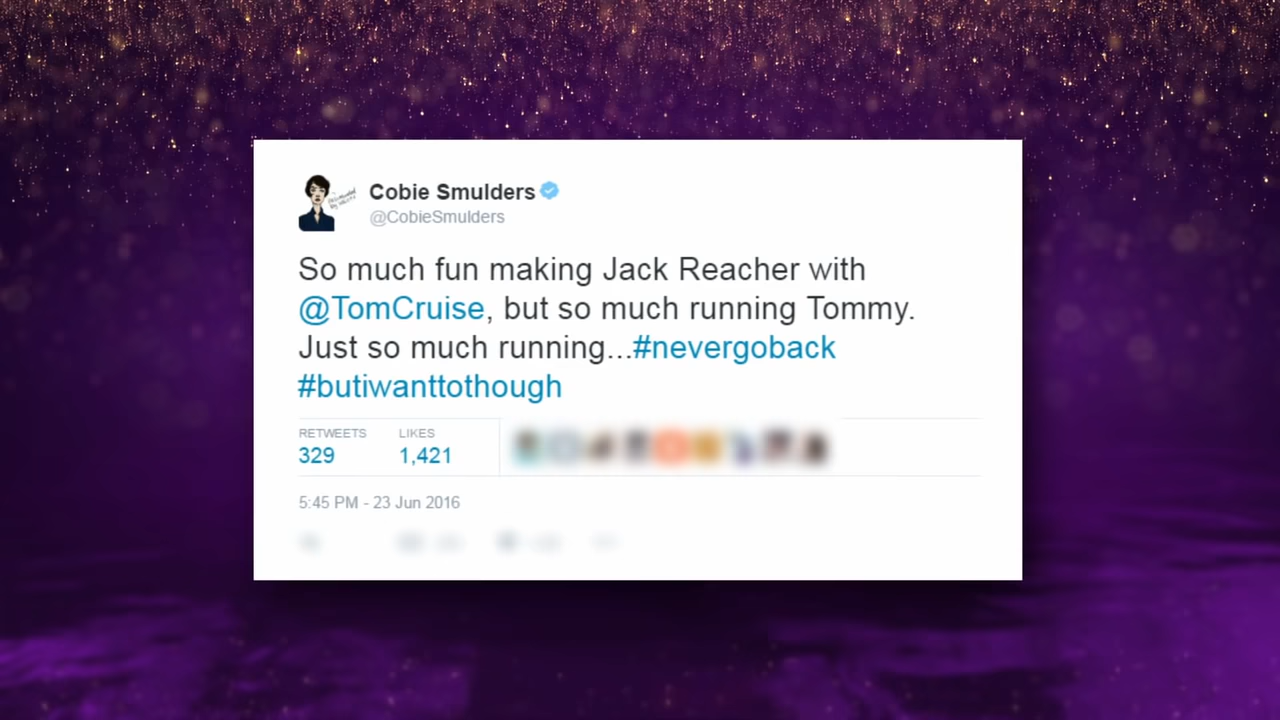 Cobie Smulders
@CobieSmulders
So much fun making Jack Reacher with
@TomCruise, but so much running Tommy.
Just so much running...#nevergoback
#butiwanttothough
RETWEETS LIKES
329 1,421
5:45 PM - 23 Jun 2016